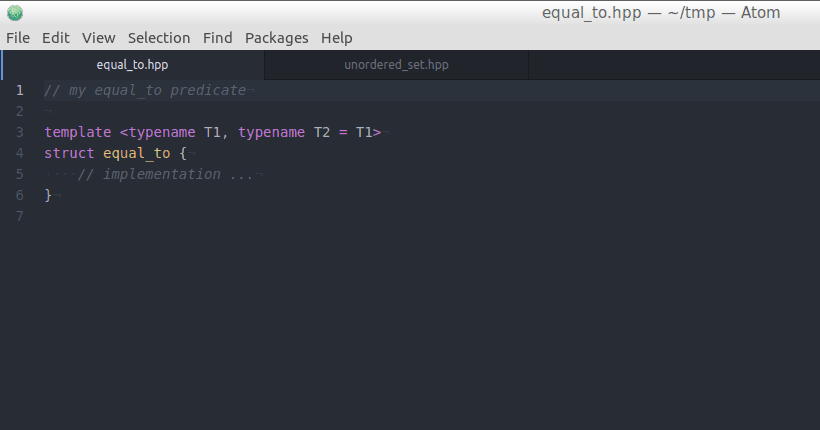 equal_to.hpp — ~/tmp — Atom
File Edit View Selection Find Packages Help
equal_to.hpp unordered_set.hpp
1 // my equal_to predicate¬
2 ¬
3 template <typename T1, typename T2 = T1>¬
4 struct equal_to {¬
5 ····// implementation ...¬
6 }¬
7